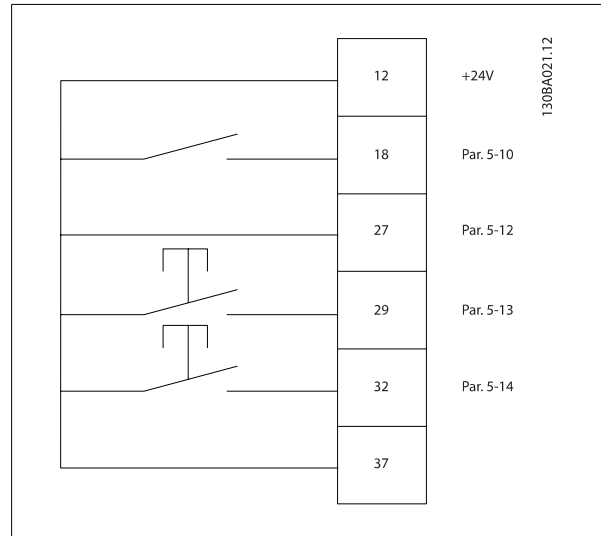 12 +24V
130BA021.12
18 Par. 5-10
27 Par. 5-12
29 Par. 5-13
32 Par. 5-14
37